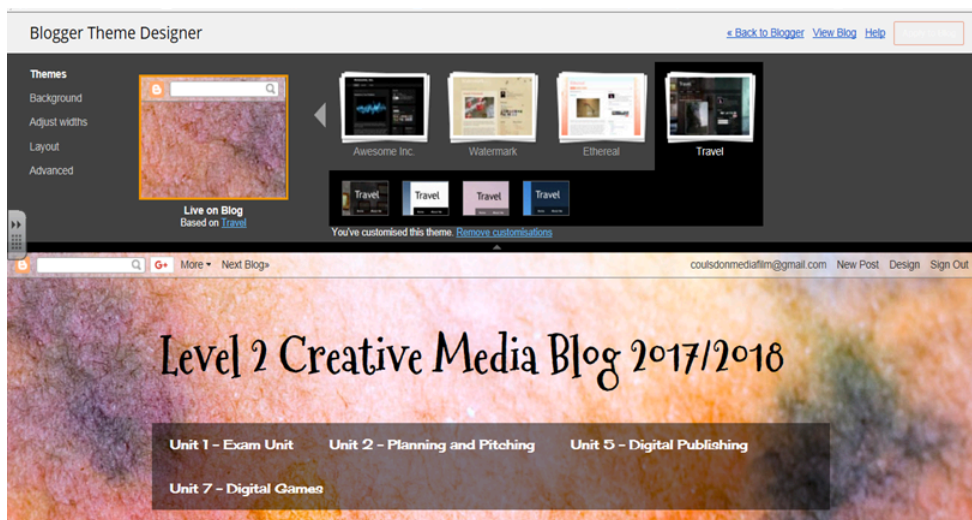 Blogger Theme Designer
« Back to Blogger View Blog Help
Themes
Background
Adjust widths
Layout
Advanced
Live on Blog
Based on Travel
Awesome Inc.
Watermark
Ethereal
Travel
Travel Travel Travel Travel
You've customised this theme. Remove customisations
G+ More Next Blog»
coulsdonmediafilm@gmail.com New Post Design Sign Out
Level 2 Creative Media Blog 2017/2018
Unit 1 - Exam Unit Unit 2 - Planning and Pitching Unit 5 - Digital Publishing
Unit 7 - Digital Games